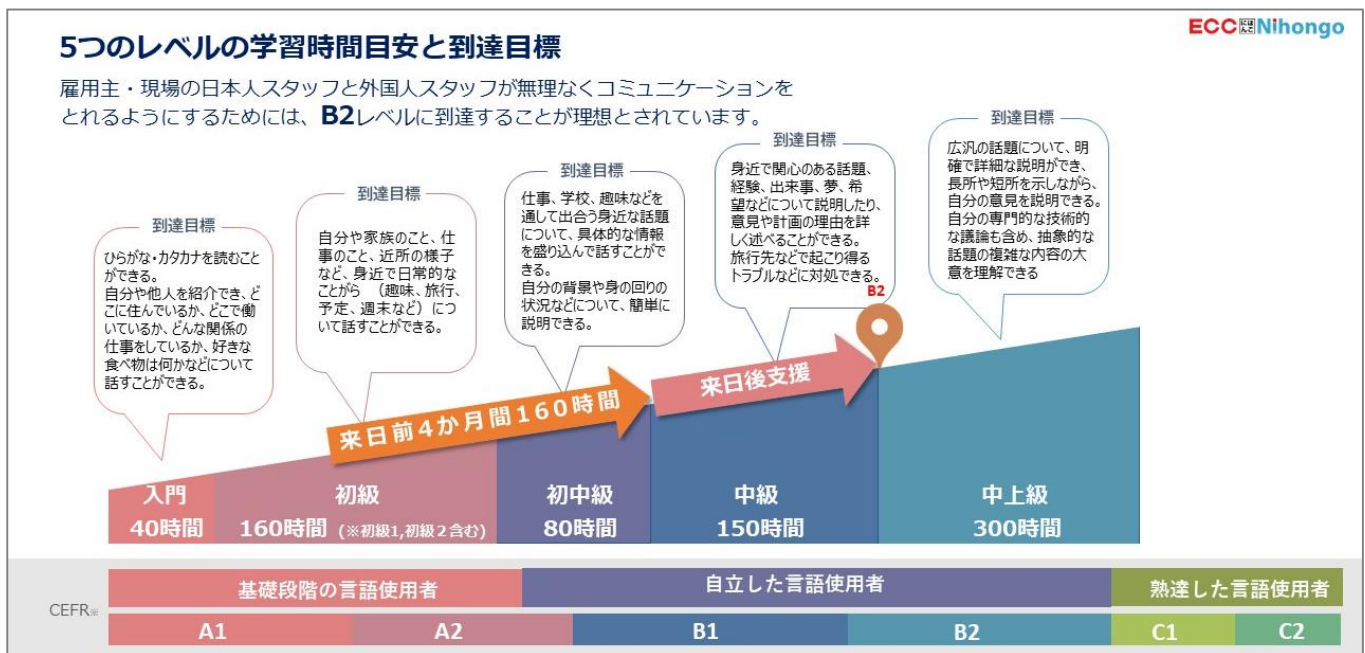 ECCにほんごNihongo
5つのレベルの学習時間目安と到達目標
雇用主・現場の日本人スタッフと外国人スタッフが無理なくコミュニケーションを
とれるようにするためには、B2レベルに到達することが理想とされています。
到達目標
ひらがな・カタカナを読むこと
ができる。
自分や他人を紹介でき、ど
こに住んでいるか、どこで働
いているか、どんな関係の
仕事をしているか、好きな
食べ物は何かなどについて
話すことができる。
到達目標
自分や家族のこと、仕
事のこと、近所の様子
など、身近で日常的な
ことがら （趣味、旅行、
予定、週末など）につ
いて話すことができる。
到達目標
仕事、学校、趣味などを
通して出合う身近な話題
について、具体的な情報
を盛り込んで話すことがで
きる。
自分の背景や身の回りの
状況などについて、簡単に
説明できる。
到達目標
身近で関心のある話題、
経験、出来事、夢、希
望などについて説明したり、
意見や計画の理由を詳
しく述べることができる。
旅行先などで起こり得る
トラブルなどに対処できる。
到達目標
広汎の話題について、明
確で詳細な説明ができ、
長所や短所を示しながら、
自分の意見を説明できる。
自分の専門的な技術的
な議論も含め、抽象的な
話題の複雑な内容の大
意を理解できる
B2
来日前4か月間160時間
来日後支援
入門
40時間
初級
160時間 (※初級1,初級２含む)
初中級
80時間
中級
150時間
中上級
300時間
CEFR※
基礎段階の言語使用者
自立した言語使用者
熟達した言語使用者
A1
A2
B1
B2
C1
C2